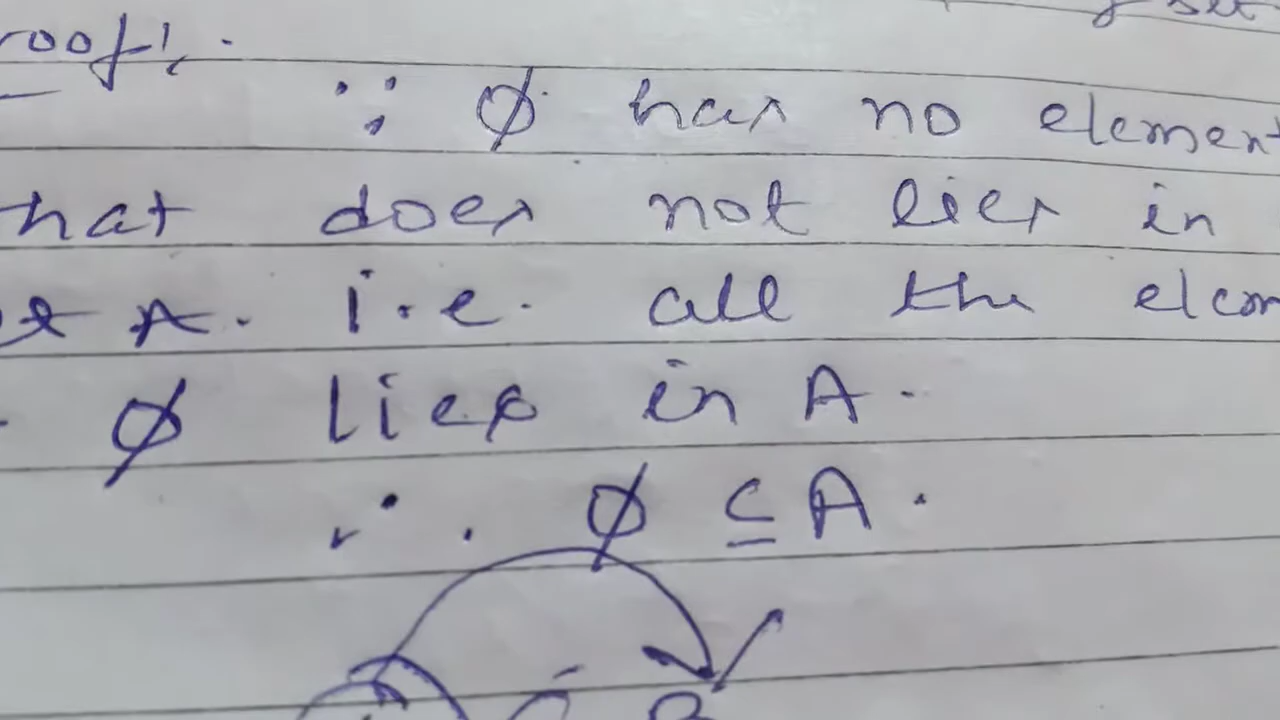 roof:-
∵ ∅ has no element
that does not lies in
A. i.e. all the elem
∅ lies in A.
∴ ∅ ⊆ A.